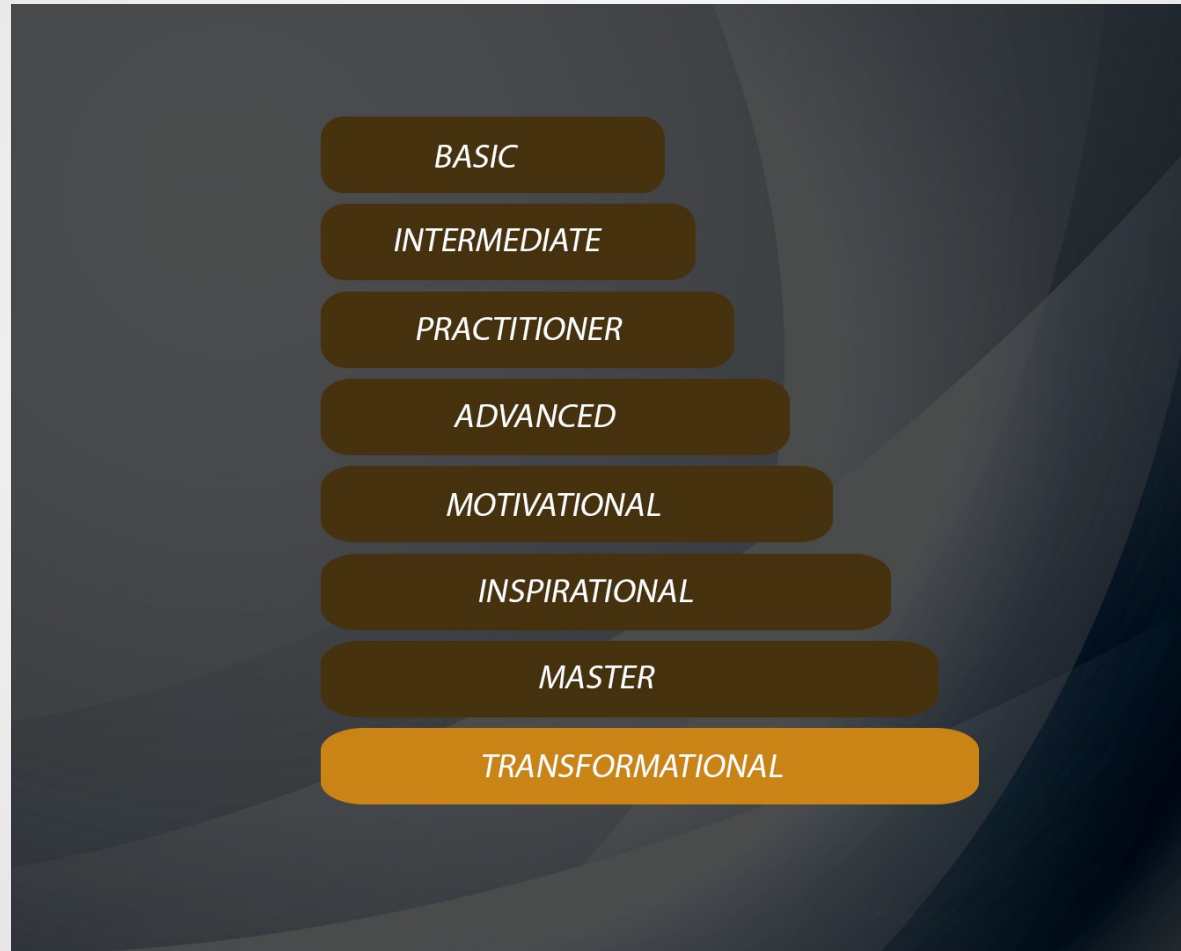 BASIC
INTERMEDIATE
PRACTITIONER
ADVANCED
MOTIVATIONAL
INSPIRATIONAL
MASTER
TRANSFORMATIONAL